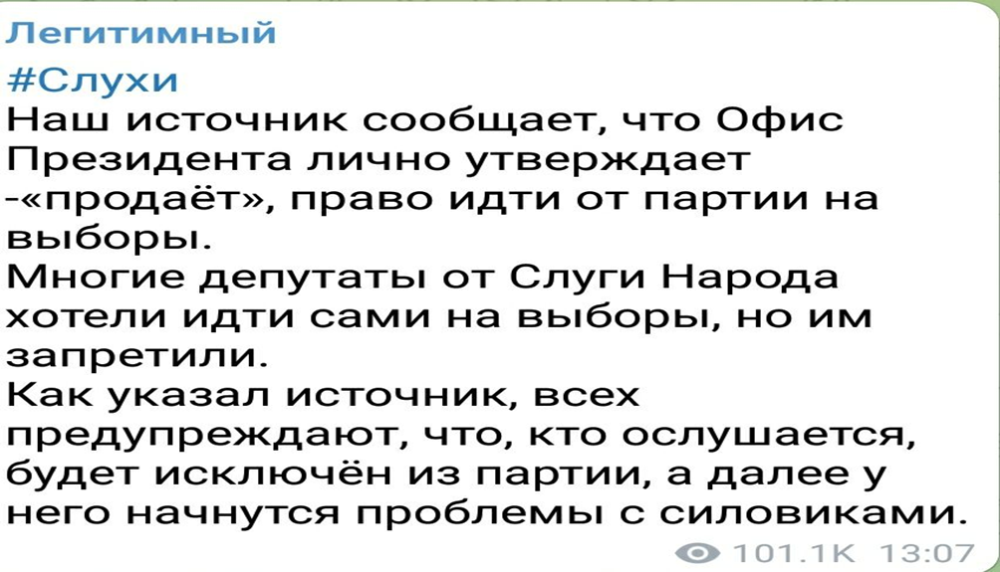 Легитимный
#Слухи
Наш источник сообщает, что Офис
Президента лично утверждает
-«продаёт», право идти от партии на
выборы.
Многие депутаты от Слуги Народа
хотели идти сами на выборы, но им
запретили.
Как указал источник, всех
предупреждают, что, кто ослушается,
будет исключён из партии, а далее у
него начнутся проблемы с силовиками.
101.1K 13:07